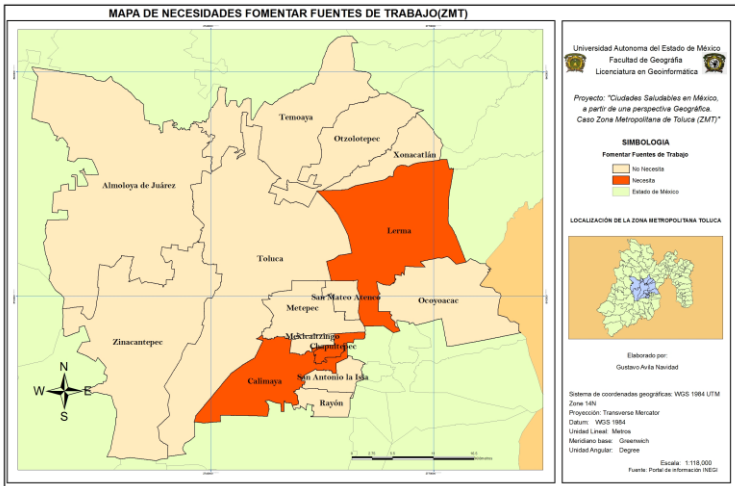 MAPA DE NECESIDADES FOMENTAR FUENTES DE TRABAJO(ZMT)
Temoaya
Otzolotepec
Xonacatlán
Almoloya de Juárez
Lerma
Toluca
San Mateo Atenco
Ocoyoacac
Metepec
Mexicaltzingo
Chapultepec
Zinacantepec
Calimaya
San Antonio la Isla
Rayón
N
W E
S
Universidad Autonoma del Estado de México
Facultad de Geografía
Licenciatura en Geoinformática
Proyecto: "Ciudades Saludables en México,
a partir de una perspectiva Geográfica.
Caso Zona Metropolitana de Toluca (ZMT)"
SIMBOLOGIA
Fomentar Fuentes de Trabajo
No Necesita
Necesita
Estado de México
LOCALIZACIÓN DE LA ZONA METROPOLITANA TOLUCA
Elaborado por:
Gustavo Avila Navidad
Sistema de coordenadas geográficas: WGS 1984 UTM
Zone 14N
Proyección: Transverse Mercator
Datum: WGS 1984
Unidad Lineal: Metros
Meridiano base: Greenwich
Unidad Angular: Degree
Escala: 1:118,000
Fuente: Portal de información INEGI